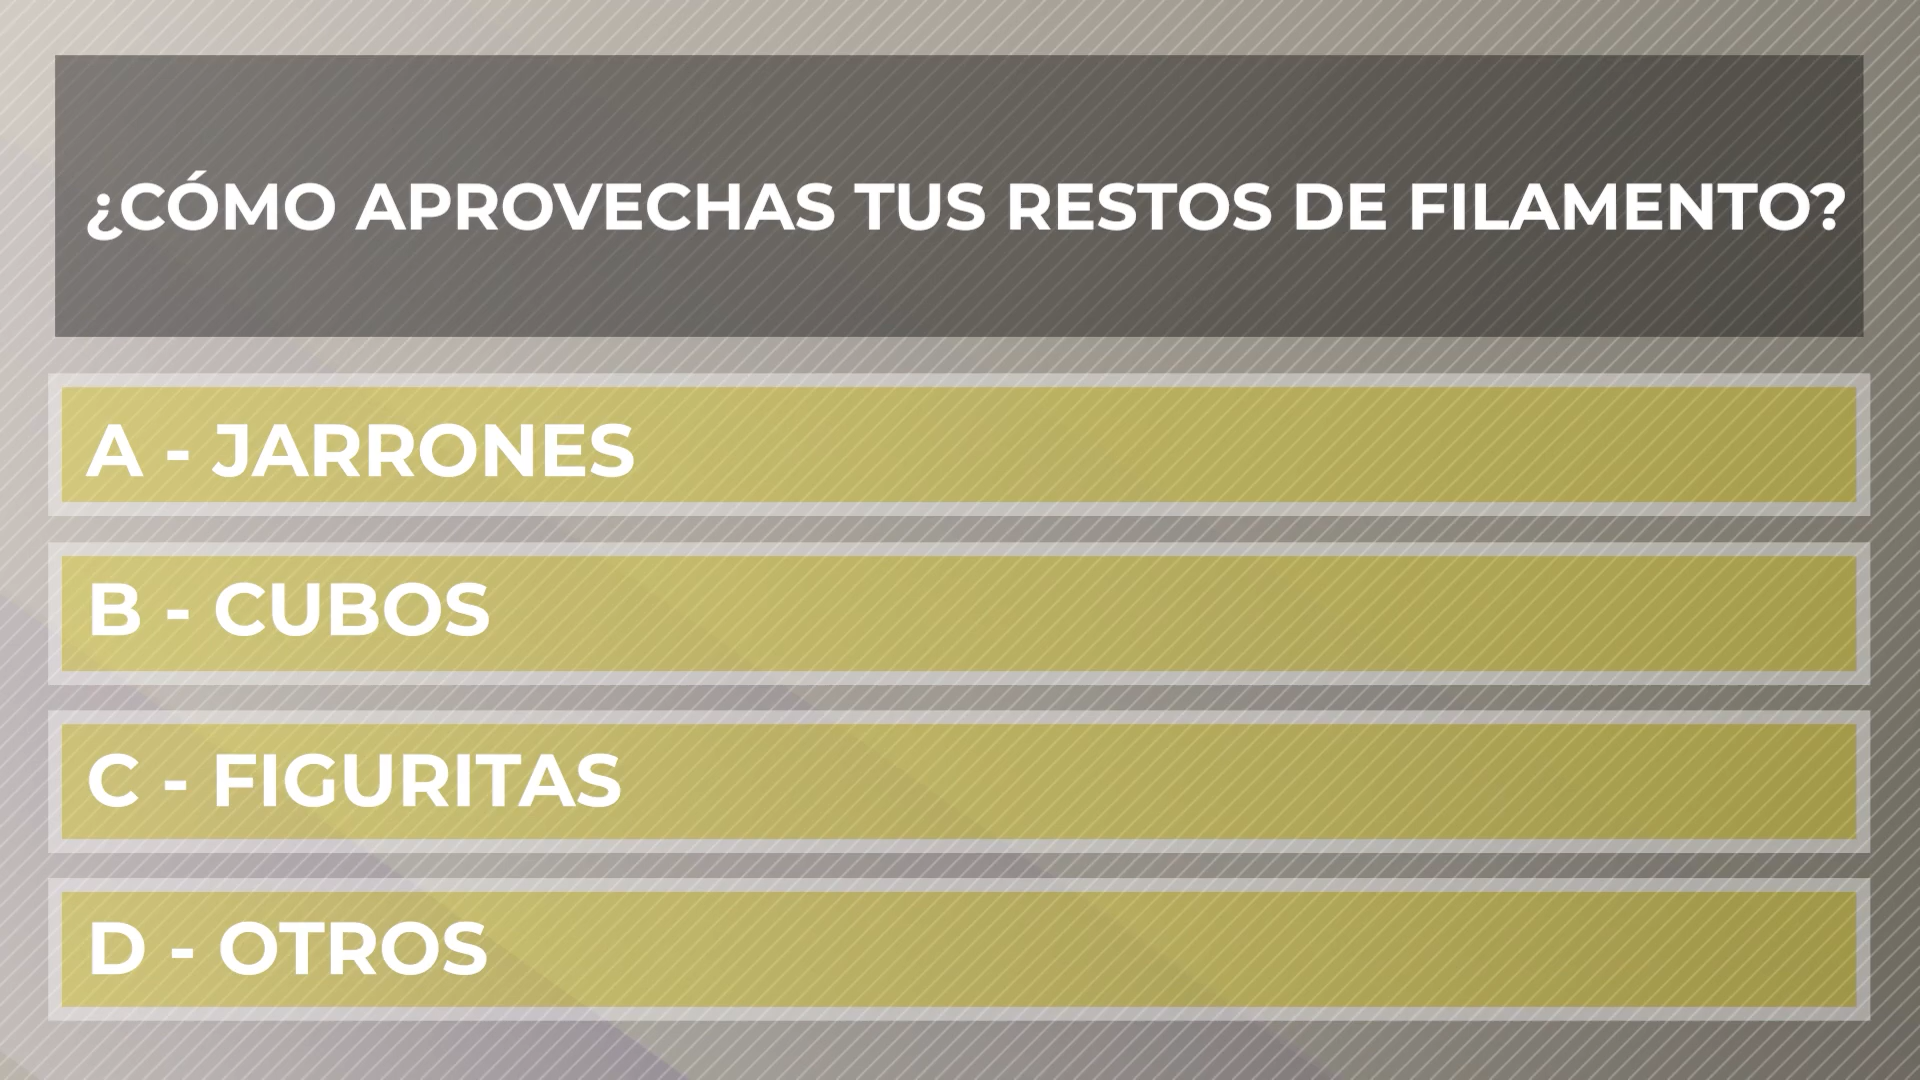 ¿CÓMO APROVECHAS TUS RESTOS DE FILAMENTO?
A - JARRONES
B - CUBOS
C - FIGURITAS
D - OTROS